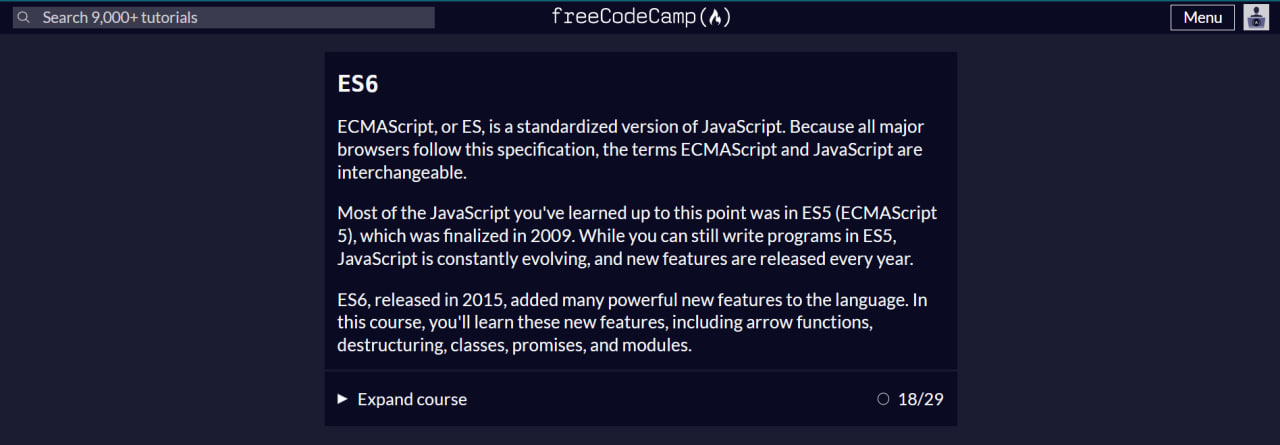 Search 9,000+ tutorials
freeCodeCamp
Menu
ES6
ECMAScript, or ES, is a standardized version of JavaScript. Because all major
browsers follow this specification, the terms ECMAScript and JavaScript are
interchangeable.
Most of the JavaScript you've learned up to this point was in ES5 (ECMAScript
5), which was finalized in 2009. While you can still write programs in ES5,
JavaScript is constantly evolving, and new features are released every year.
ES6, released in 2015, added many powerful new features to the language. In
this course, you'll learn these new features, including arrow functions,
destructuring, classes, promises, and modules.
Expand course
18/29